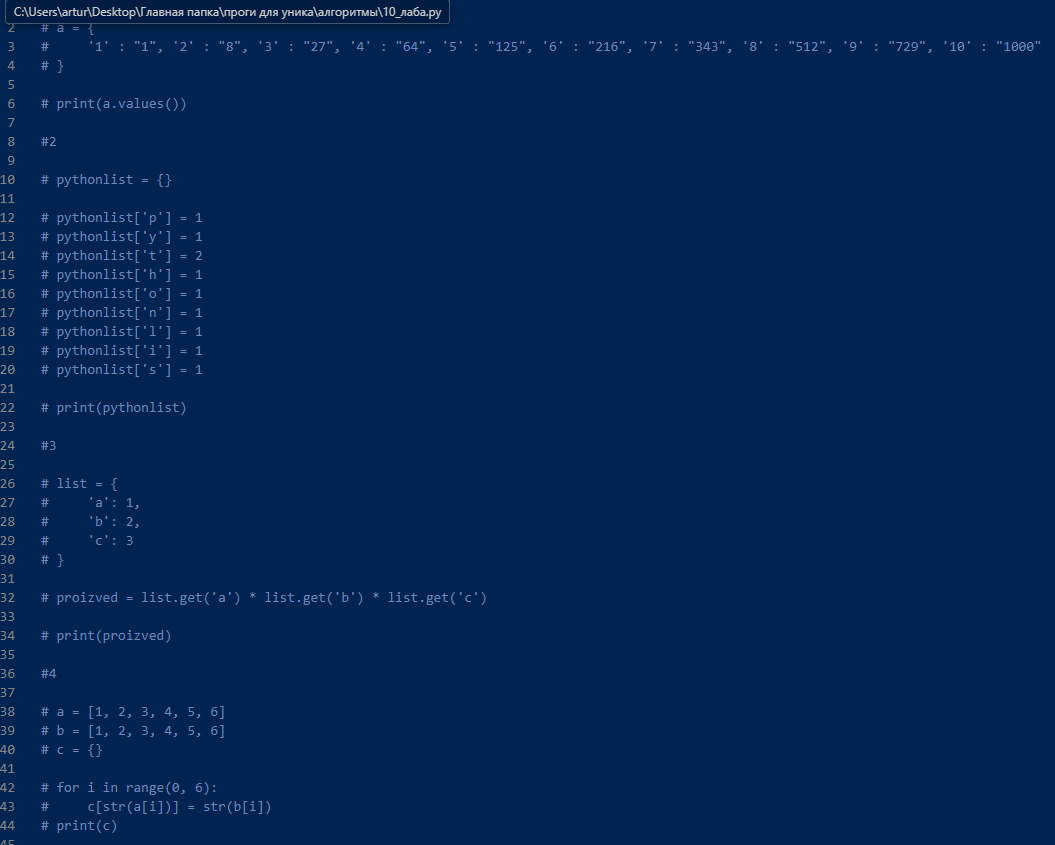 C:\Users\artur\Desktop\Главная папка\проги для уника\алгоритмы\10_лаба.py
2 # a = {
3 #     '1' : "1", '2' : "8", '3' : "27", '4' : "64", '5' : "125", '6' : "216", '7' : "343", '8' : "512", '9' : "729", '10' : "1000"
4 # }
5
6 # print(a.values())
7
8 #2
9
10 # pythonlist = {}
11
12 # pythonlist['p'] = 1
13 # pythonlist['y'] = 1
14 # pythonlist['t'] = 2
15 # pythonlist['h'] = 1
16 # pythonlist['o'] = 1
17 # pythonlist['n'] = 1
18 # pythonlist['l'] = 1
19 # pythonlist['i'] = 1
20 # pythonlist['s'] = 1
21
22 # print(pythonlist)
23
24 #3
25
26 # list = {
27 #     'a': 1,
28 #     'b': 2,
29 #     'c': 3
30 # }
31
32 # proizved = list.get('a') * list.get('b') * list.get('c')
33
34 # print(proizved)
35
36 #4
37
38 # a = [1, 2, 3, 4, 5, 6]
39 # b = [1, 2, 3, 4, 5, 6]
40 # c = {}
41
42 # for i in range(0, 6):
43 #     c[str(a[i])] = str(b[i])
44 # print(c)
45